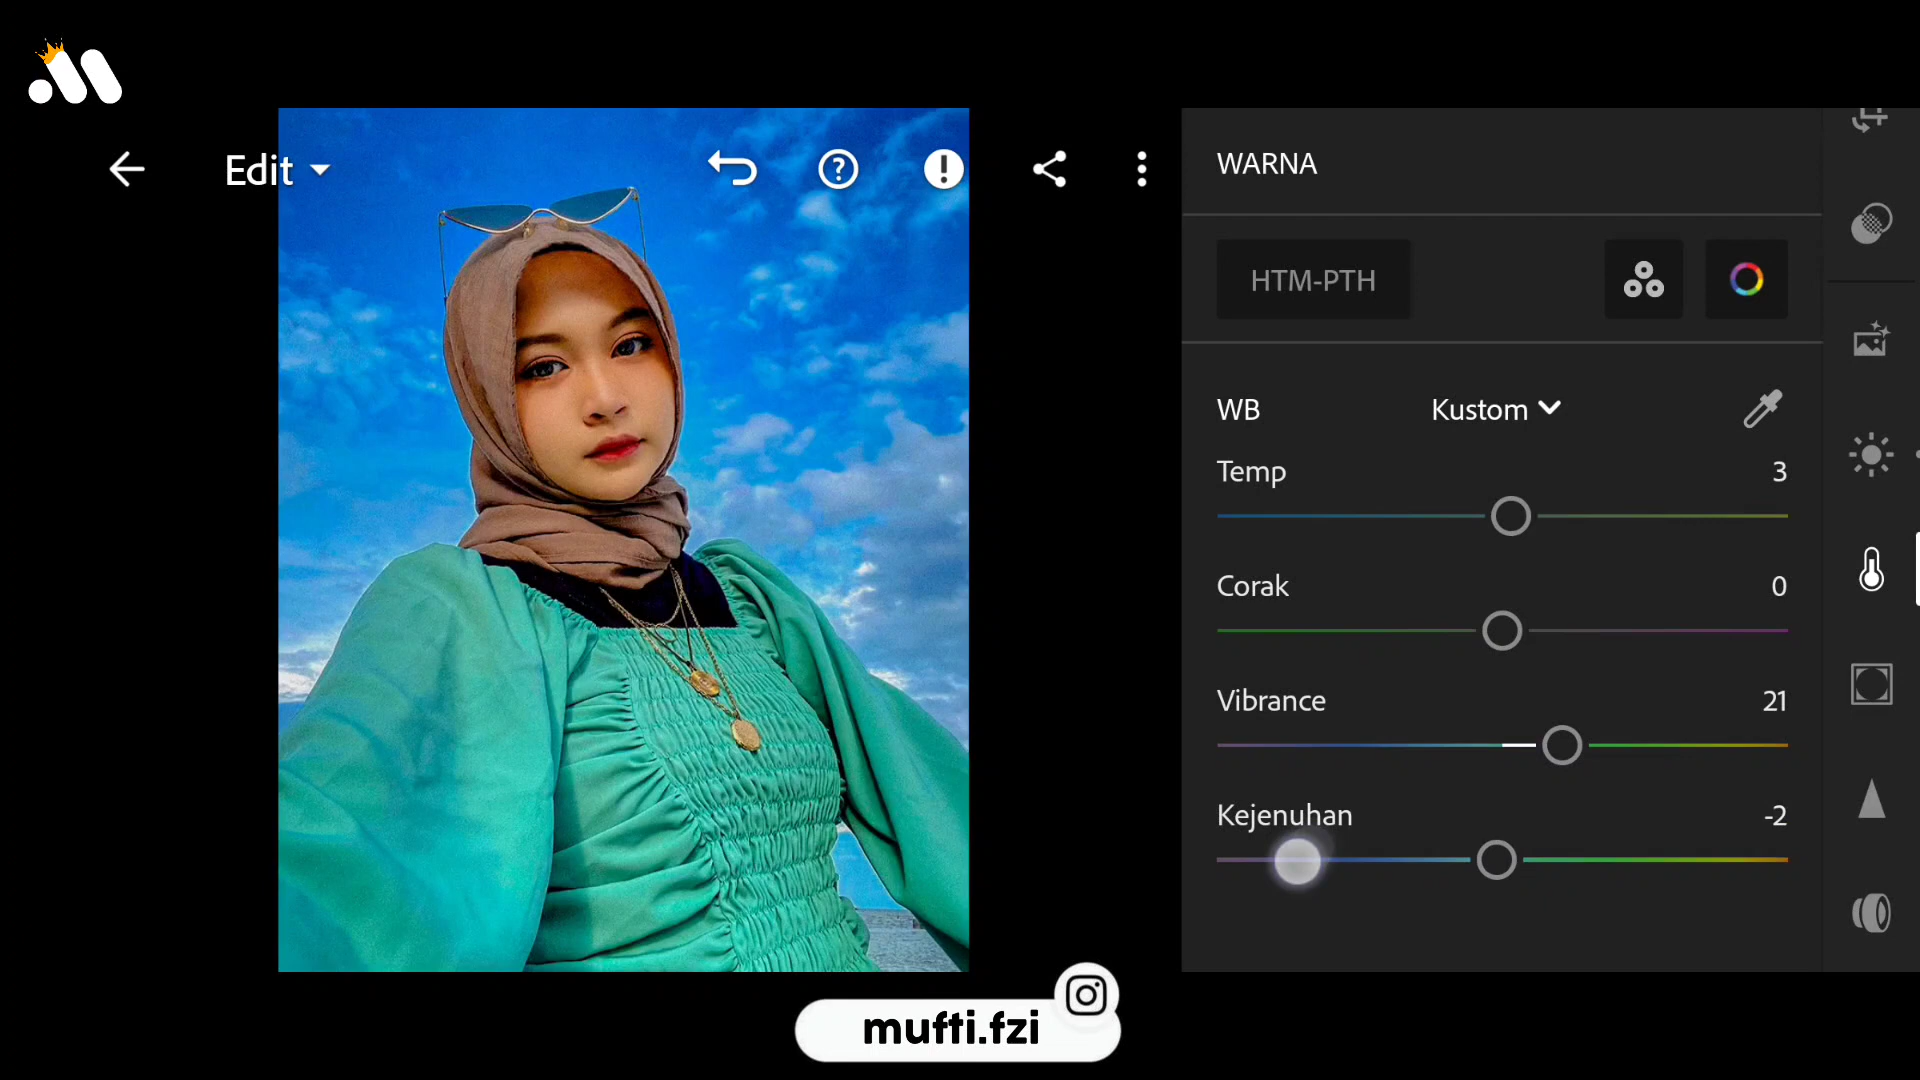 Edit
WARNA
HTM-PTH
WB Kustom
Temp 3
Corak 0
Vibrance 21
Kejenuhan -2
mufti.fzi